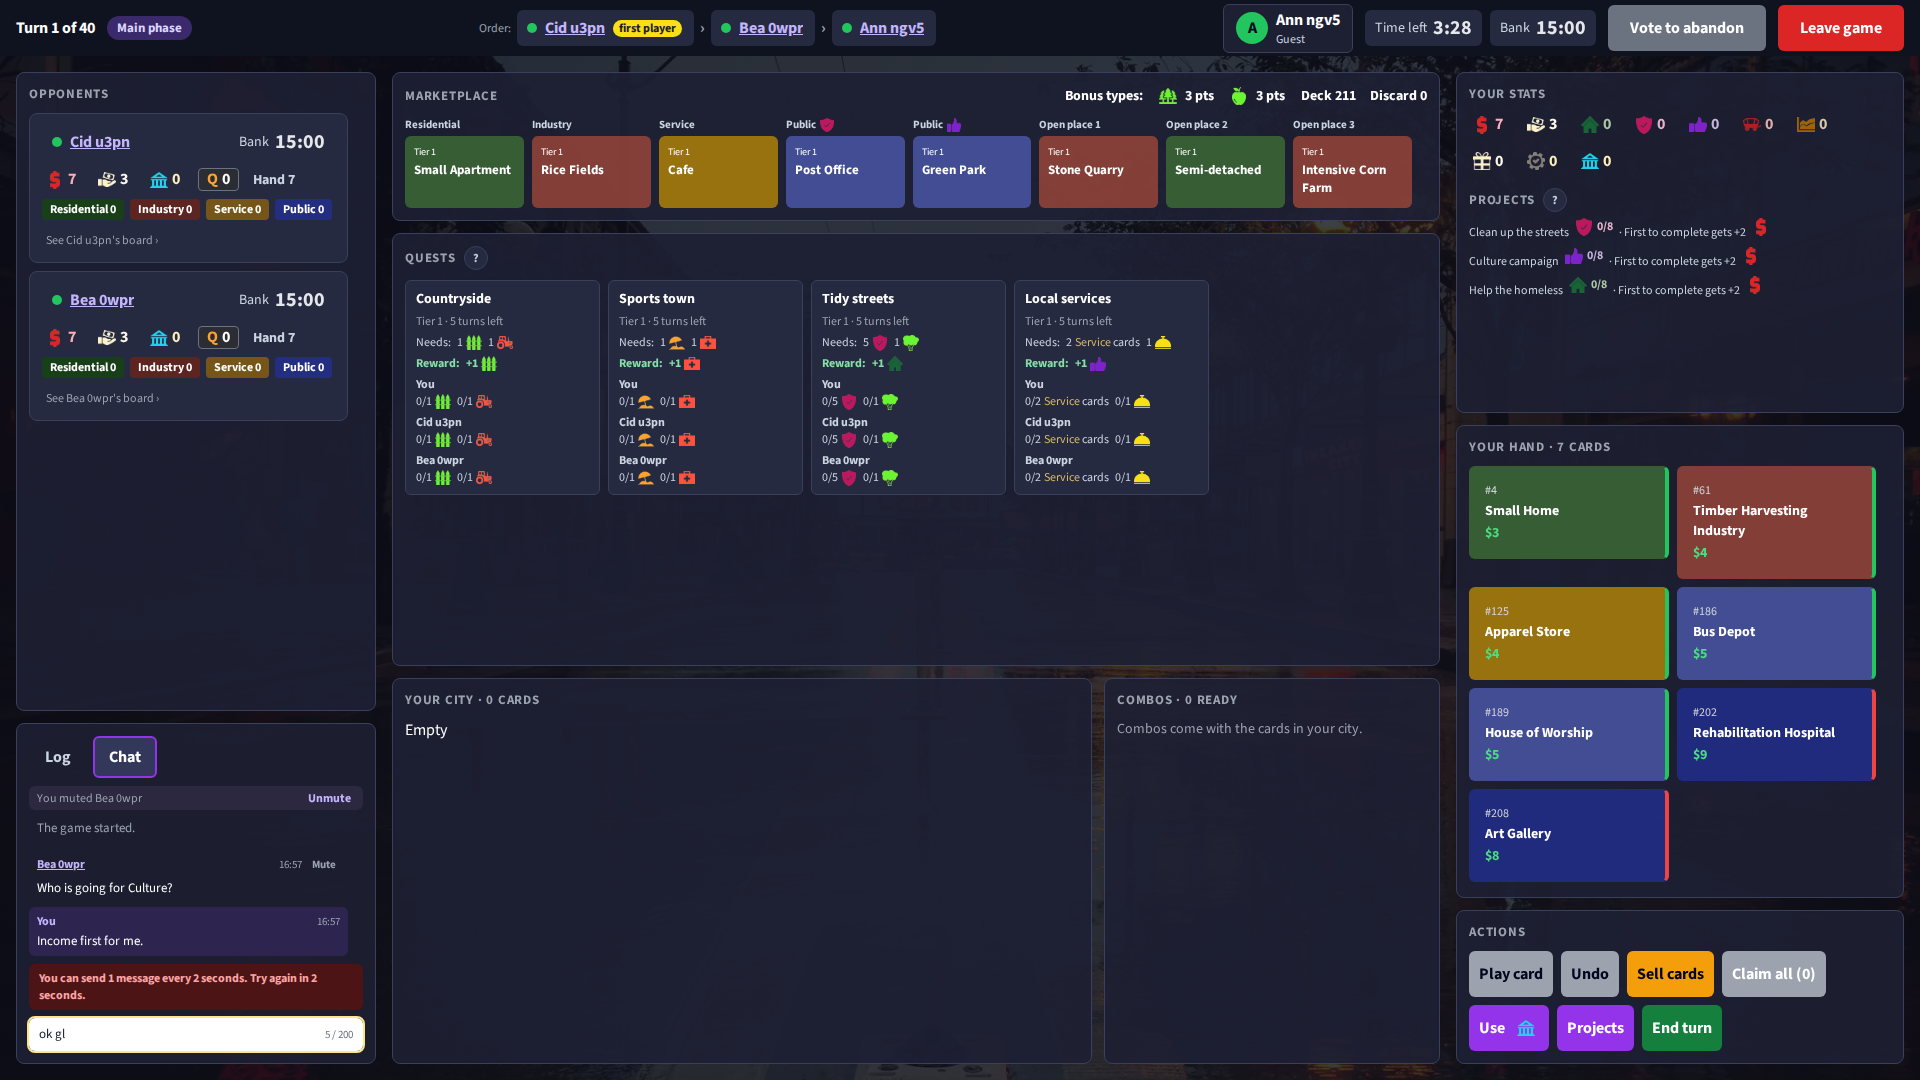 Turn 1 of 40 Main phase
Order: Cid u3pn first player › Bea 0wpr › Ann ngv5
A Ann ngv5
Guest
Time left 3:28
Bank 15:00
Vote to abandon
Leave game
OPPONENTS
Cid u3pn Bank 15:00
7 3 0 Q 0 Hand 7
Residential 0 Industry 0 Service 0 Public 0
See Cid u3pn's board ›
Bea 0wpr Bank 15:00
7 3 0 Q 0 Hand 7
Residential 0 Industry 0 Service 0 Public 0
See Bea 0wpr's board ›
MARKETPLACE
Bonus types: 3 pts 3 pts Deck 211 Discard 0
Residential
Tier 1
Small Apartment
Industry
Tier 1
Rice Fields
Service
Tier 1
Cafe
Public
Tier 1
Post Office
Public
Tier 1
Green Park
Open place 1
Tier 1
Stone Quarry
Open place 2
Tier 1
Semi-detached
Open place 3
Tier 1
Intensive Corn
Farm
QUESTS ?
Countryside
Tier 1 · 5 turns left
Needs: 1 1
Reward: +1
You
0/1 0/1
Cid u3pn
0/1 0/1
Bea 0wpr
0/1 0/1
Sports town
Tier 1 · 5 turns left
Needs: 1 1
Reward: +1
You
0/1 0/1
Cid u3pn
0/1 0/1
Bea 0wpr
0/1 0/1
Tidy streets
Tier 1 · 5 turns left
Needs: 5 1
Reward: +1
You
0/5 0/1
Cid u3pn
0/5 0/1
Bea 0wpr
0/5 0/1
Local services
Tier 1 · 5 turns left
Needs: 2 Service cards 1
Reward: +1
You
0/2 Service cards 0/1
Cid u3pn
0/2 Service cards 0/1
Bea 0wpr
0/2 Service cards 0/1
YOUR CITY · 0 CARDS
Empty
COMBOS · 0 READY
Combos come with the cards in your city.
Log Chat
You muted Bea 0wpr Unmute
The game started.
Bea 0wpr 16:57 Mute
Who is going for Culture?
You 16:57
Income first for me.
You can send 1 message every 2 seconds. Try again in 2
seconds.
ok gl 5 / 200
YOUR STATS
7 3 0 0 0 0 0
0 0 0
PROJECTS ?
Clean up the streets 0/8 · First to complete gets +2
Culture campaign 0/8 · First to complete gets +2
Help the homeless 0/8 · First to complete gets +2
YOUR HAND · 7 CARDS
#4
Small Home
$3
#61
Timber Harvesting
Industry
$4
#125
Apparel Store
$4
#186
Bus Depot
$5
#189
House of Worship
$5
#202
Rehabilitation Hospital
$9
#208
Art Gallery
$8
ACTIONS
Play card Undo Sell cards Claim all (0)
Use Projects End turn